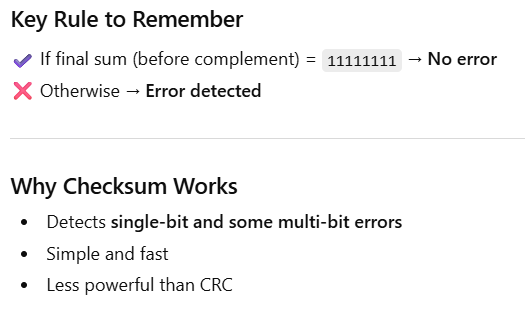 Key Rule to Remember
✔ If final sum (before complement) = 11111111 → No error
❌ Otherwise → Error detected
Why Checksum Works
• Detects single-bit and some multi-bit errors
• Simple and fast
• Less powerful than CRC